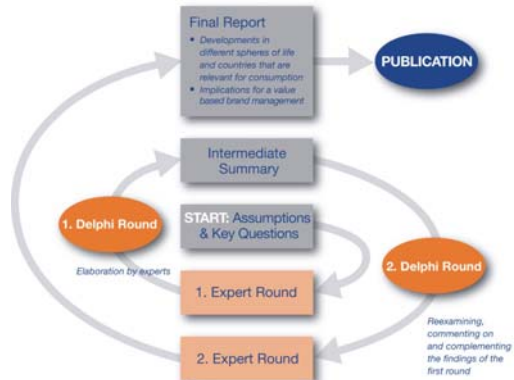 Final Report
• Developments in
different spheres of life
and countries that are
relevant for consumption
• Implications for a value
based brand management
PUBLICATION
Intermediate
Summary
1. Delphi Round
START: Assumptions
& Key Questions
Elaboration by experts
2. Delphi Round
1. Expert Round
Reexamining,
commenting on
and complementing
the findings of the
first round
2. Expert Round